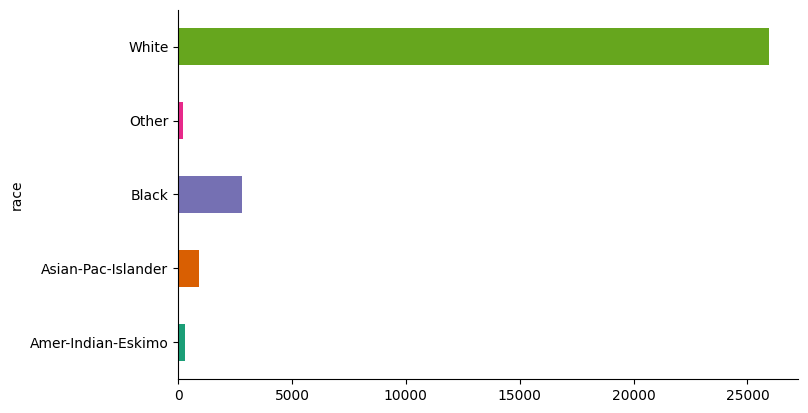 White
Other
Black
Asian-Pac-Islander
Amer-Indian-Eskimo
race
0 5000 10000 15000 20000 25000